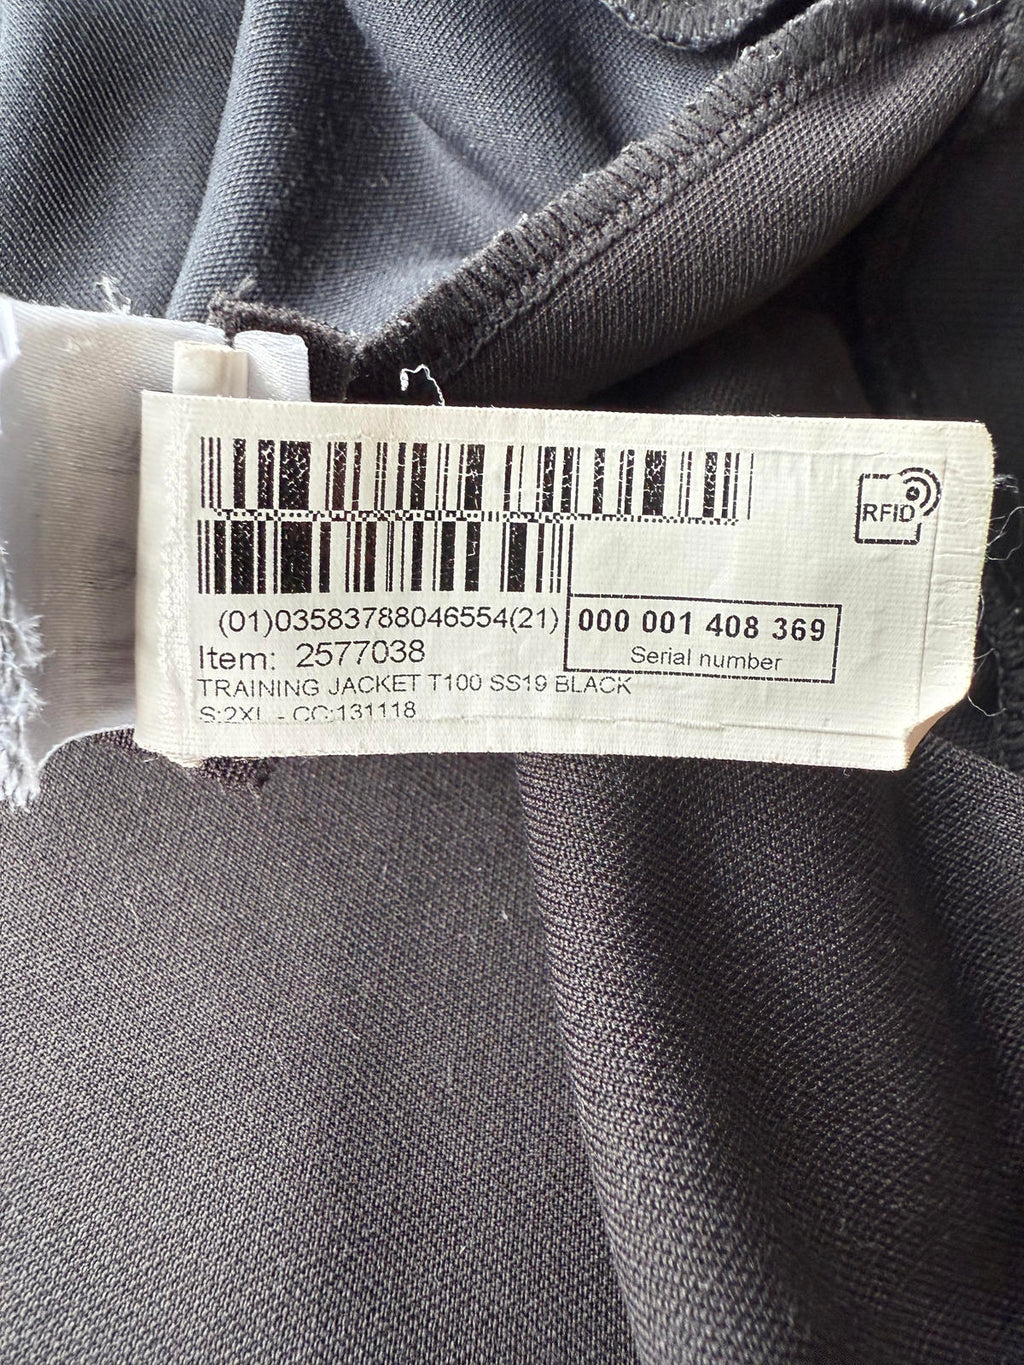 RFID
(01)03583788046554(21)
000 001 408 369
Serial number
Item: 2577038
TRAINING JACKET T100 SS19 BLACK
S:2XL - CC:131118